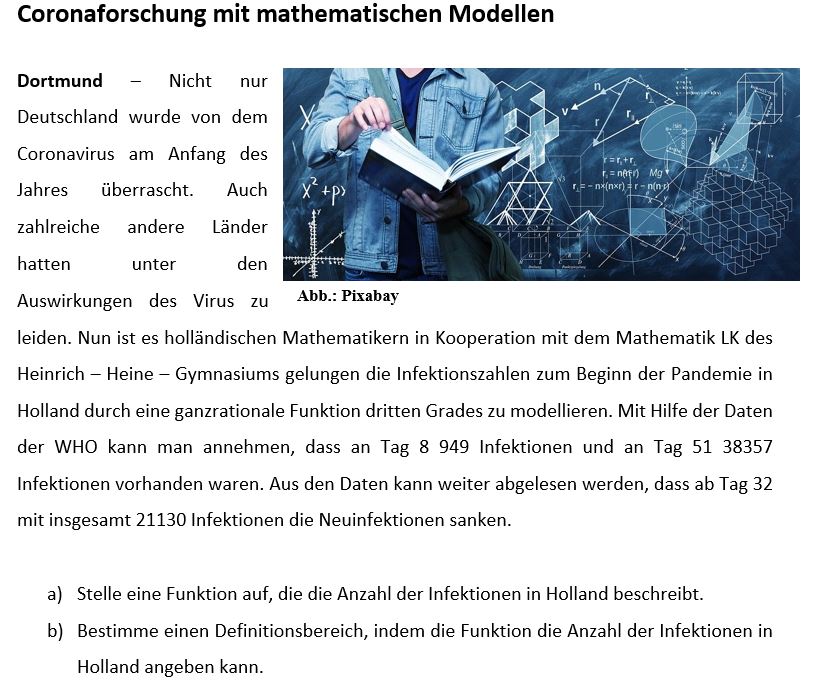 Coronaforschung mit mathematischen Modellen
Dortmund – Nicht nur
Deutschland wurde von dem
Coronavirus am Anfang des
Jahres überrascht. Auch
zahlreiche andere Länder
hatten unter den
Auswirkungen des Virus zu
Abb.: Pixabay
leiden. Nun ist es holländischen Mathematikern in Kooperation mit dem Mathematik LK des
Heinrich – Heine – Gymnasiums gelungen die Infektionszahlen zum Beginn der Pandemie in
Holland durch eine ganzrationale Funktion dritten Grades zu modellieren. Mit Hilfe der Daten
der WHO kann man annehmen, dass an Tag 8 949 Infektionen und an Tag 51 38357
Infektionen vorhanden waren. Aus den Daten kann weiter abgelesen werden, dass ab Tag 32
mit insgesamt 21130 Infektionen die Neuinfektionen sanken.
a) Stelle eine Funktion auf, die die Anzahl der Infektionen in Holland beschreibt.
b) Bestimme einen Definitionsbereich, indem die Funktion die Anzahl der Infektionen in
Holland angeben kann.